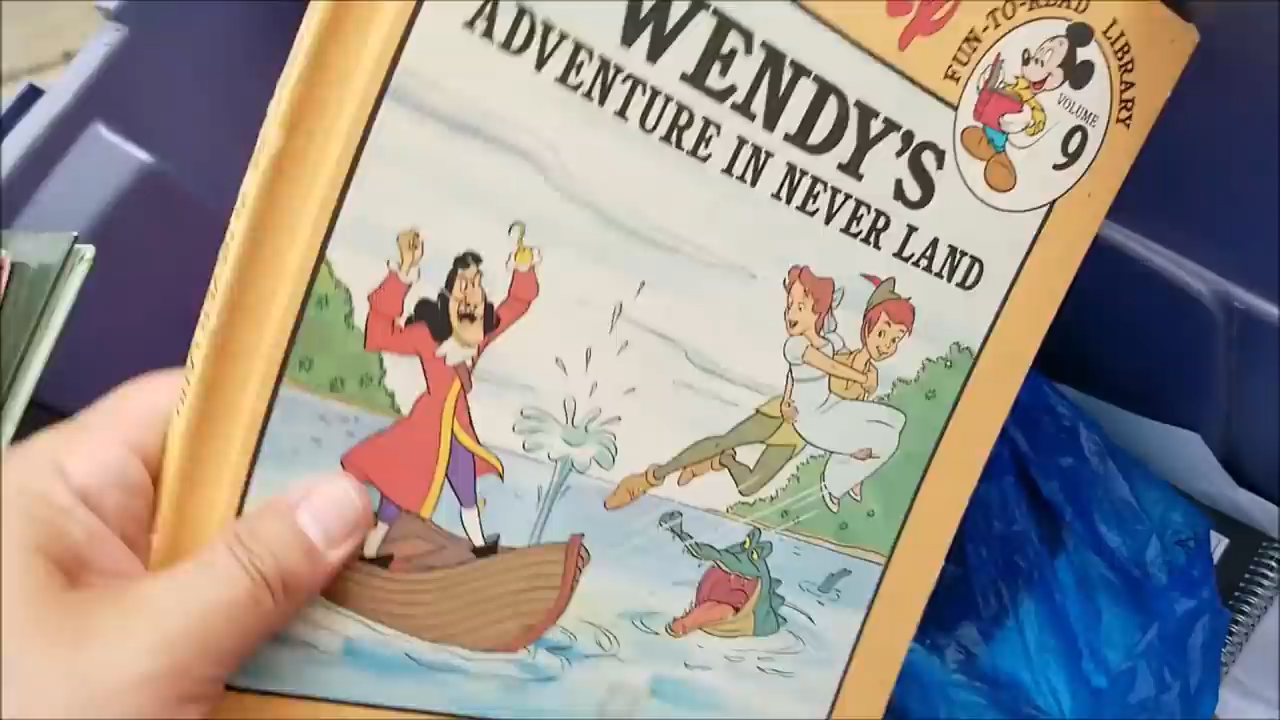 WENDY'S
ADVENTURE IN NEVER LAND
FUN-TO-READ LIBRARY
VOLUME
9